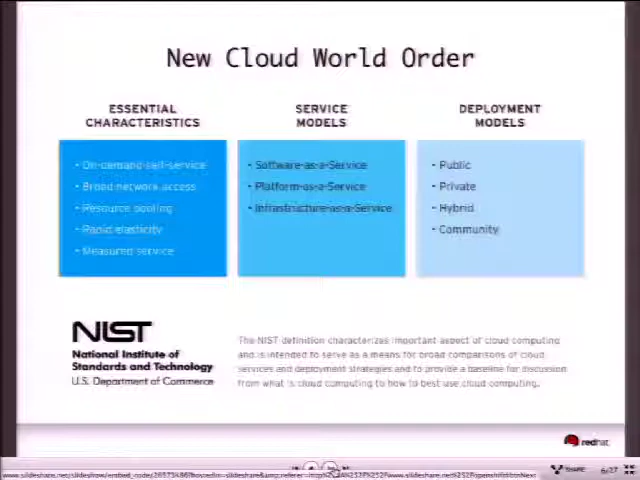 New Cloud World Order
ESSENTIAL
CHARACTERISTICS
• On-demand-self-service
• Broad network access
• Resource pooling
• Rapid elasticity
• Measured service
SERVICE
MODELS
• Software-as-a-Service
• Platform-as-a-Service
• Infrastructure-as-a-Service
DEPLOYMENT
MODELS
• Public
• Private
• Hybrid
• Community
NIST
National Institute of
Standards and Technology
U.S. Department of Commerce
The NIST definition characterizes important aspect of cloud computing
and is intended to serve as a means for broad comparisons of cloud
services and deployment strategies and to provide a baseline for discussion
from what is cloud computing to how to best use cloud computing.
redhat
SHARE
6/27